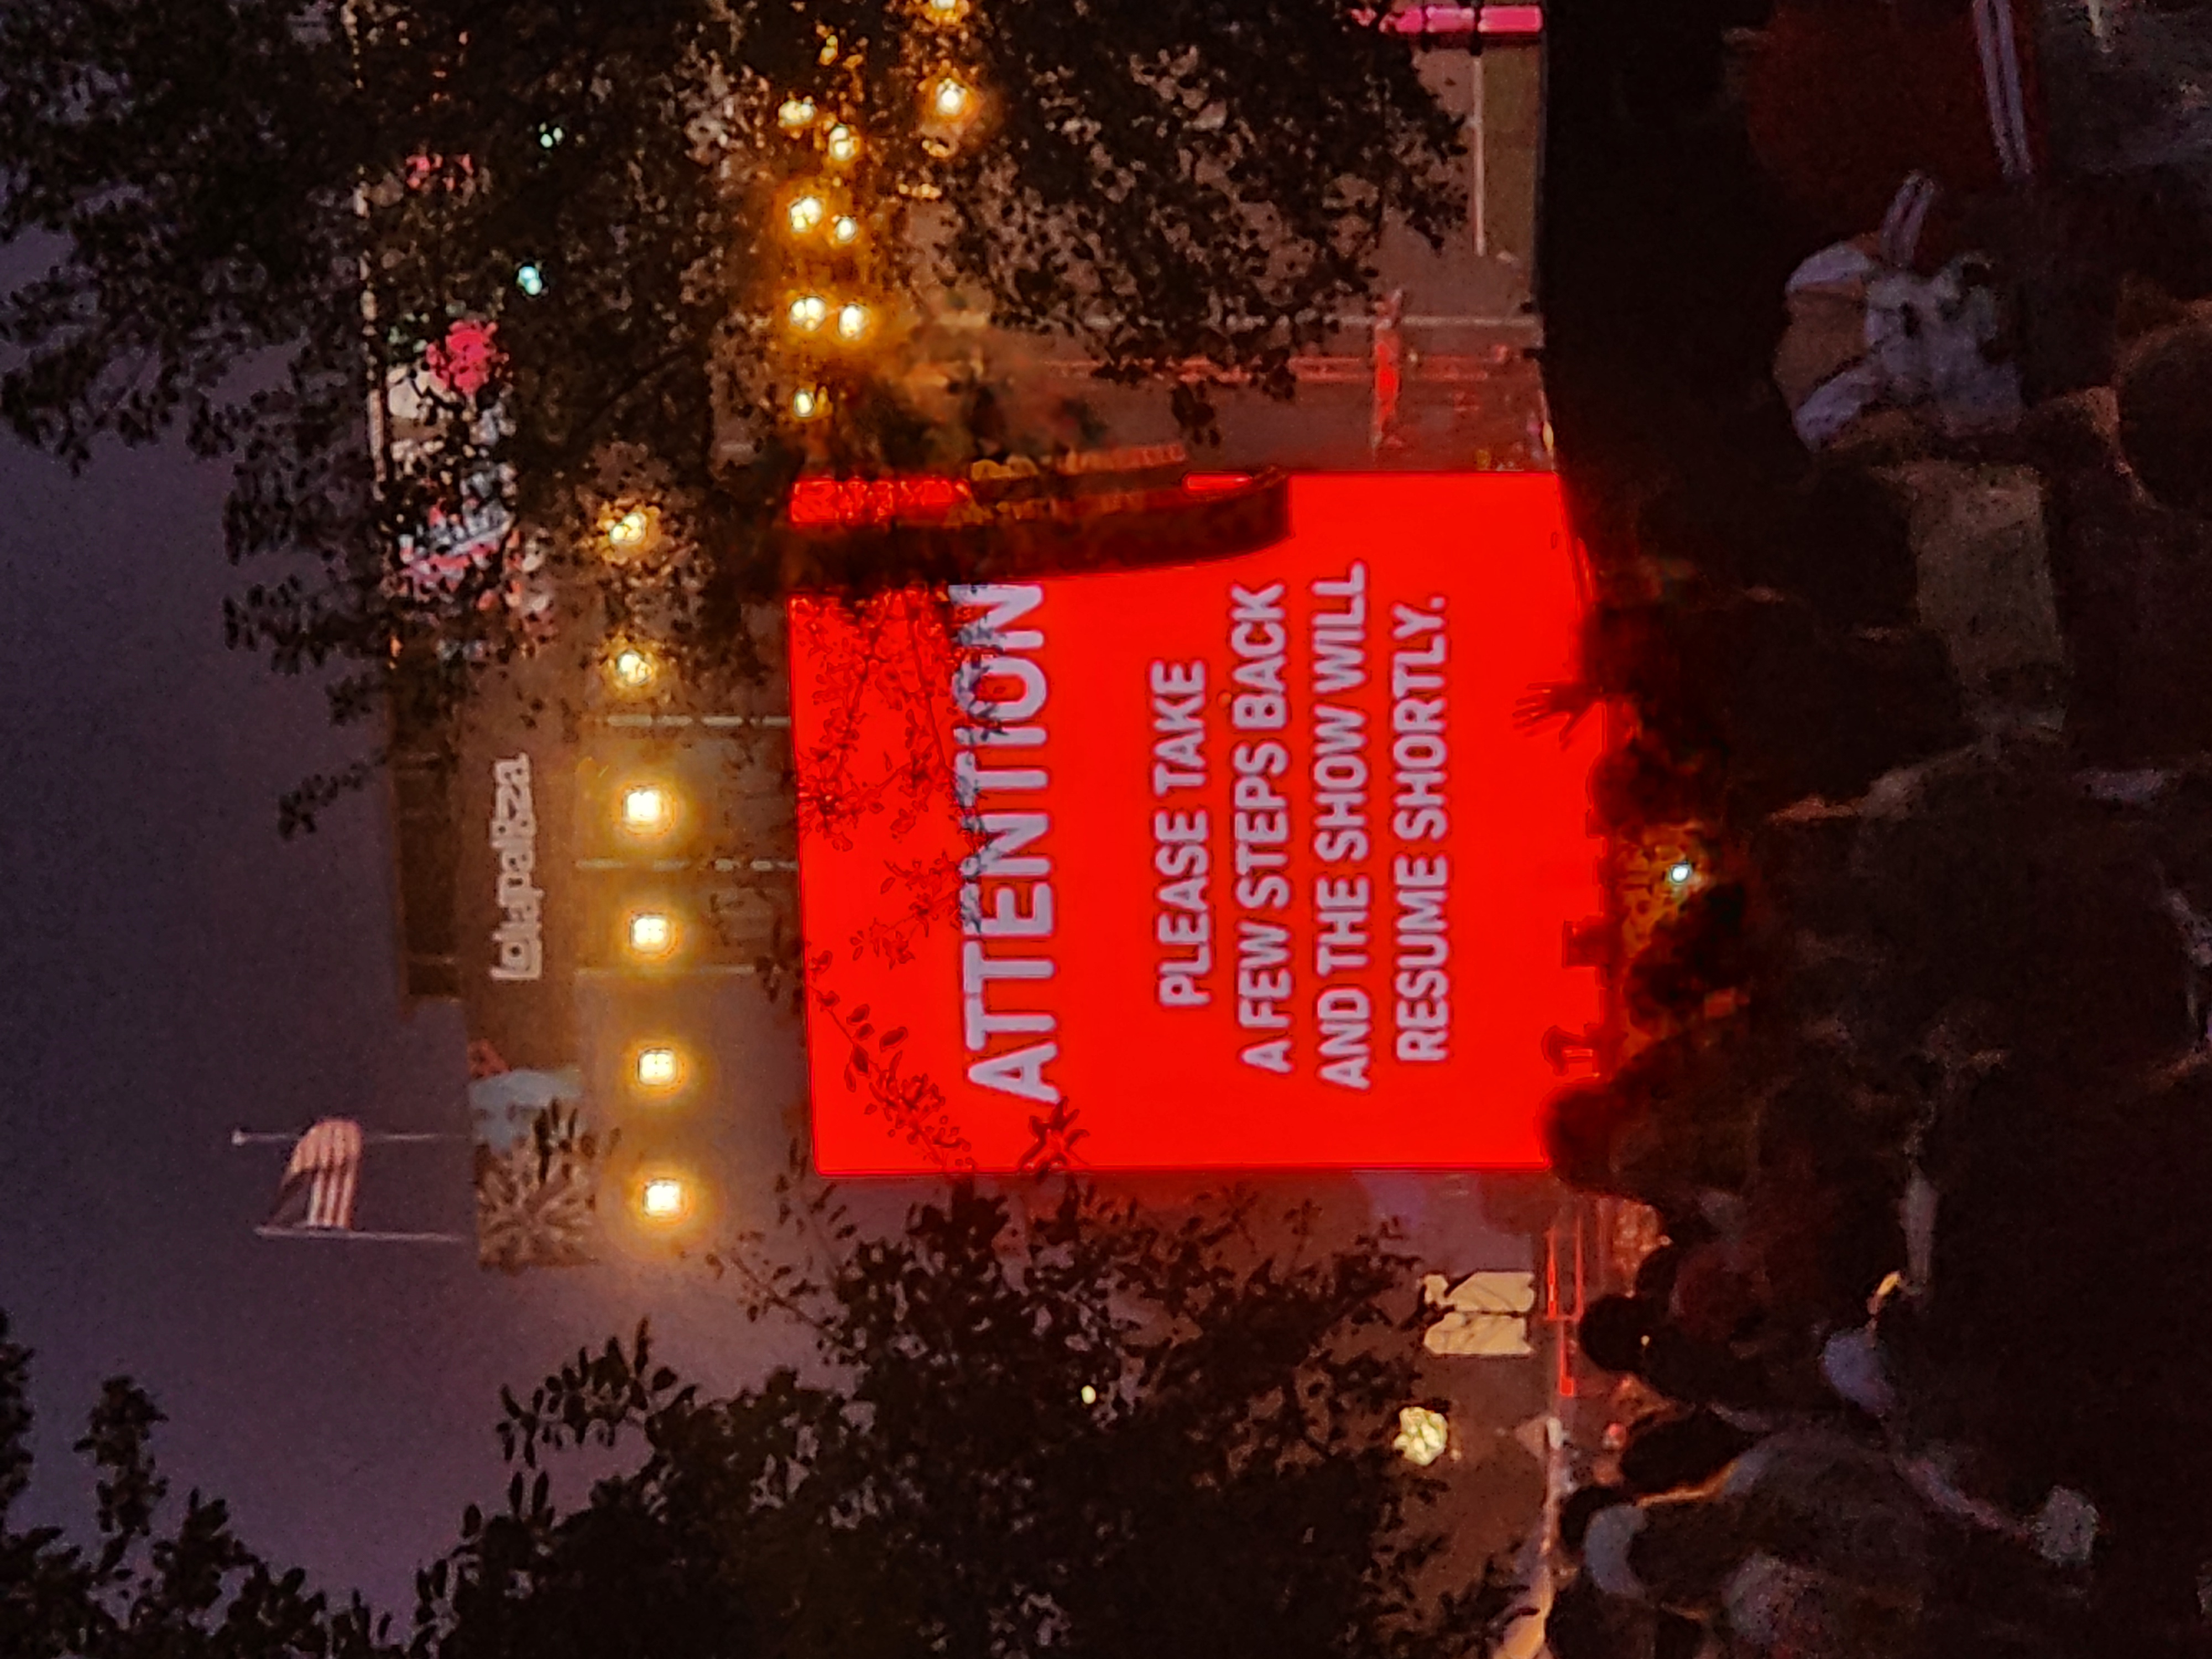 Lollapalooza
ATTENTION
PLEASE TAKE
A FEW STEPS BACK
AND THE SHOW WILL
RESUME SHORTLY.